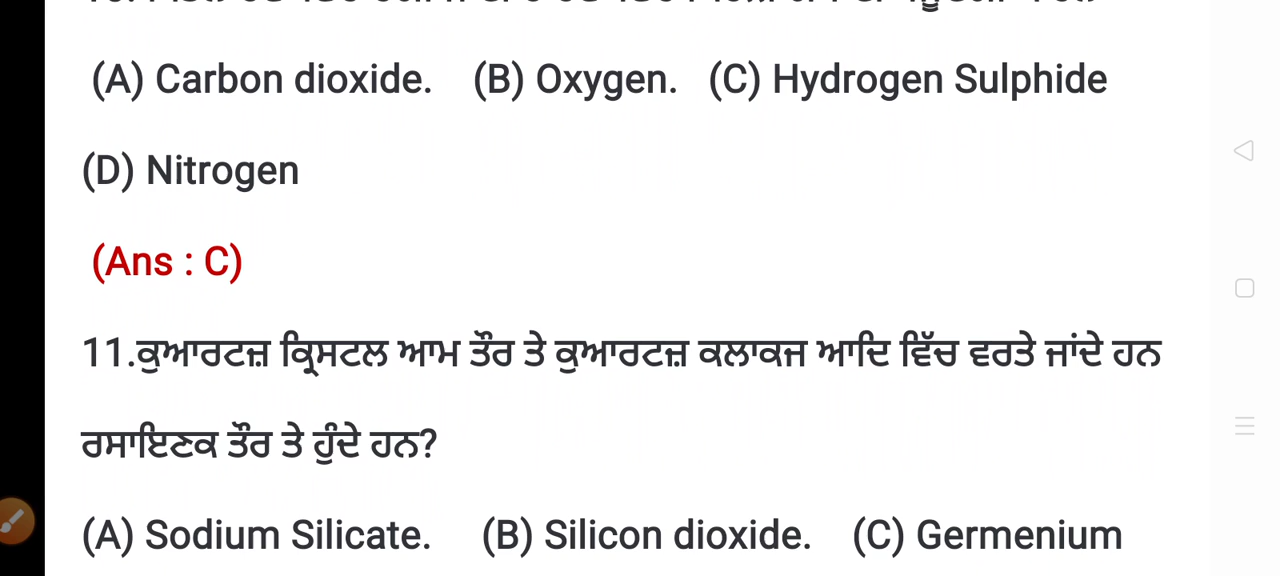 (A) Carbon dioxide. (B) Oxygen. (C) Hydrogen Sulphide
(D) Nitrogen
(Ans : C)
11.ਕੁਆਰਟਜ਼ ਕ੍ਰਿਸਟਲ ਆਮ ਤੌਰ ਤੇ ਕੁਆਰਟਜ਼ ਕਲਾਕਜ ਆਦਿ ਵਿੱਚ ਵਰਤੇ ਜਾਂਦੇ ਹਨ
ਰਸਾਇਣਕ ਤੌਰ ਤੇ ਹੁੰਦੇ ਹਨ?
(A) Sodium Silicate. (B) Silicon dioxide. (C) Germenium